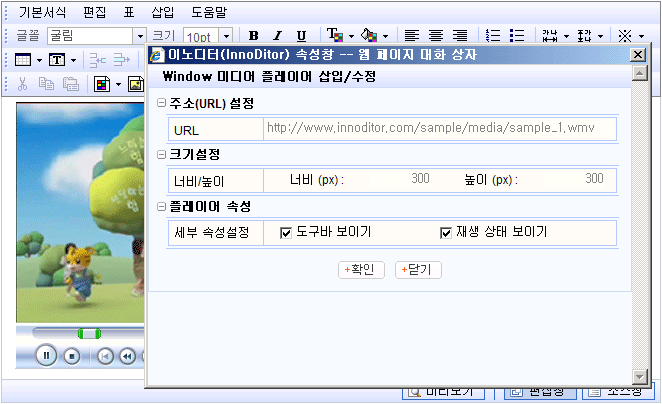 기본서식 편집 표 삽입 도움말
글꼴 굴림 크기 10pt B I U
이노디터(InnoDitor) 속성창 -- 웹 페이지 대화 상자
Window 미디어 플레이어 삽입/수정
주소(URL) 설정
URL http://www.innoditor.com/sample/media/sample_1.wmv
크기설정
너비/높이 너비 (px) : 300 높이 (px) : 300
플레이어 속성
세부 속성설정 도구바 보이기 재생 상태 보이기
+확인 +닫기
미리보기 편집창 소스창